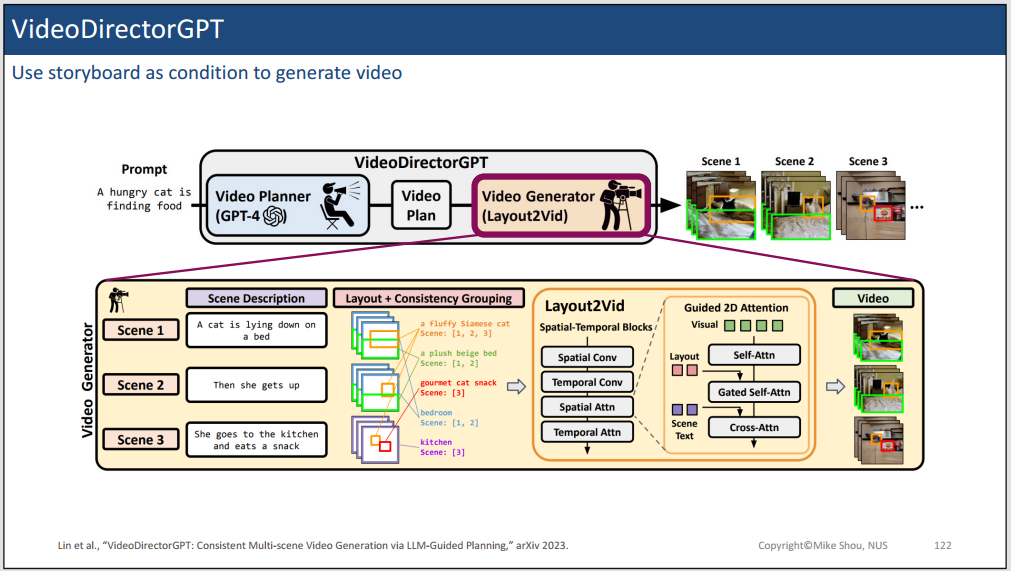 VideoDirectorGPT
Use storyboard as condition to generate video
VideoDirectorGPT
Prompt
A hungry cat is
finding food
Video Planner
(GPT-4 )
Video
Plan
Video Generator
(Layout2Vid)
Scene 1
Scene 2
Scene 3
...
Video Generator
Scene Description
Layout + Consistency Grouping
Scene 1
A cat is lying down on
a bed
Scene 2
Then she gets up
Scene 3
She goes to the kitchen
and eats a snack
a fluffy Siamese cat
Scene: [1, 2, 3]
a plush beige bed
Scene: [1, 2]
gourmet cat snack
Scene: [3]
bedroom
Scene: [1, 2]
kitchen
Scene: [3]
Layout2Vid
Spatial-Temporal Blocks
Spatial Conv
Temporal Conv
Spatial Attn
Temporal Attn
Guided 2D Attention
Visual
Self-Attn
Layout
Gated Self-Attn
Scene
Text
Cross-Attn
Video
Lin et al., “VideoDirectorGPT: Consistent Multi-scene Video Generation via LLM-Guided Planning,” arXiv 2023.
Copyright©Mike Shou, NUS
122